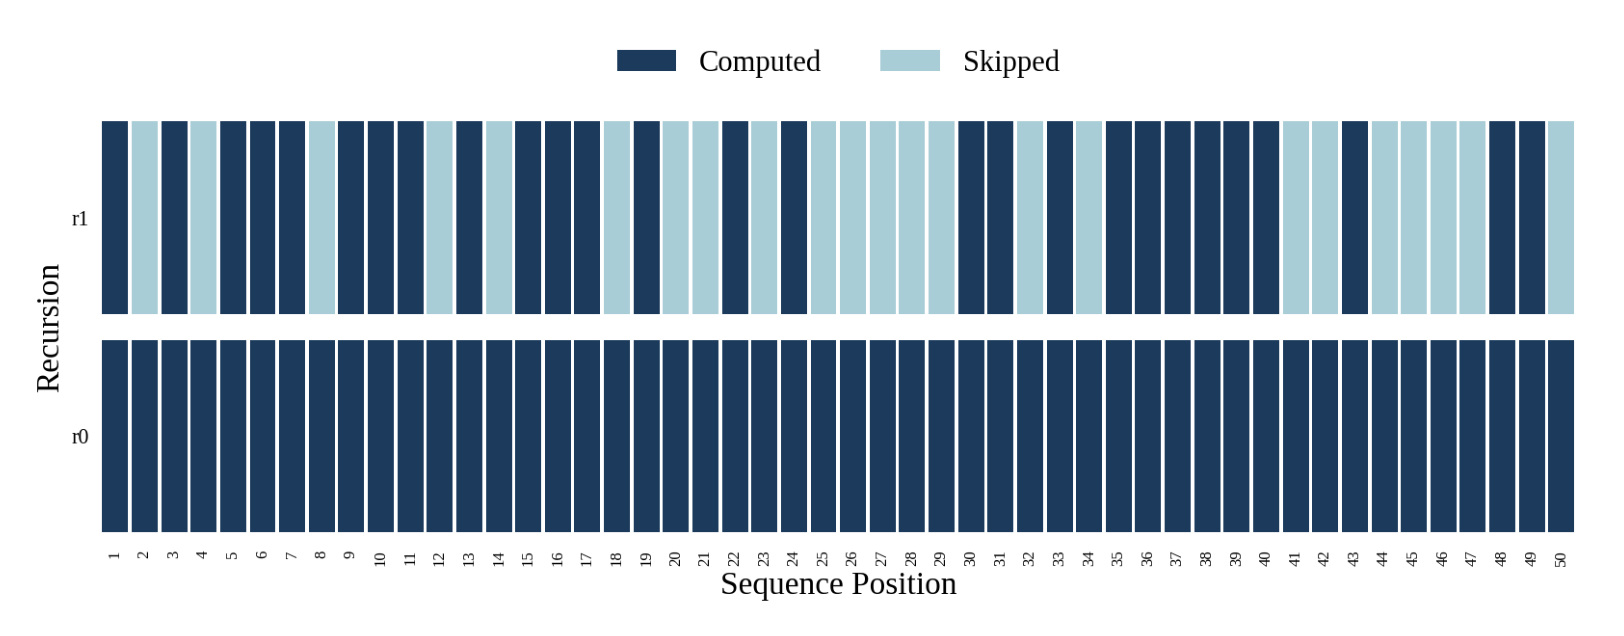 Computed Skipped
r1
Recursion
r0
1 2 3 4 5 6 7 8 9 10 11 12 13 14 15 16 17 18 19 20 21 22 23 24 25 26 27 28 29 30 31 32 33 34 35 36 37 38 39 40 41 42 43 44 45 46 47 48 49 50
Sequence Position